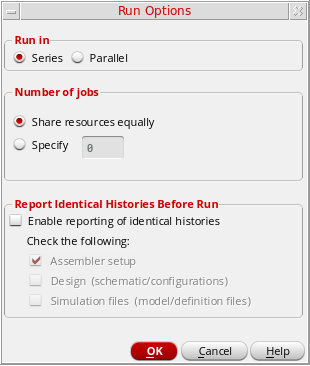 Run Options
Run in
Series Parallel
Number of jobs
Share resources equally
Specify 0
Report Identical Histories Before Run
Enable reporting of identical histories
Check the following:
Assembler setup
Design (schematic/configurations)
Simulation files (model/definition files)
OK Cancel Help